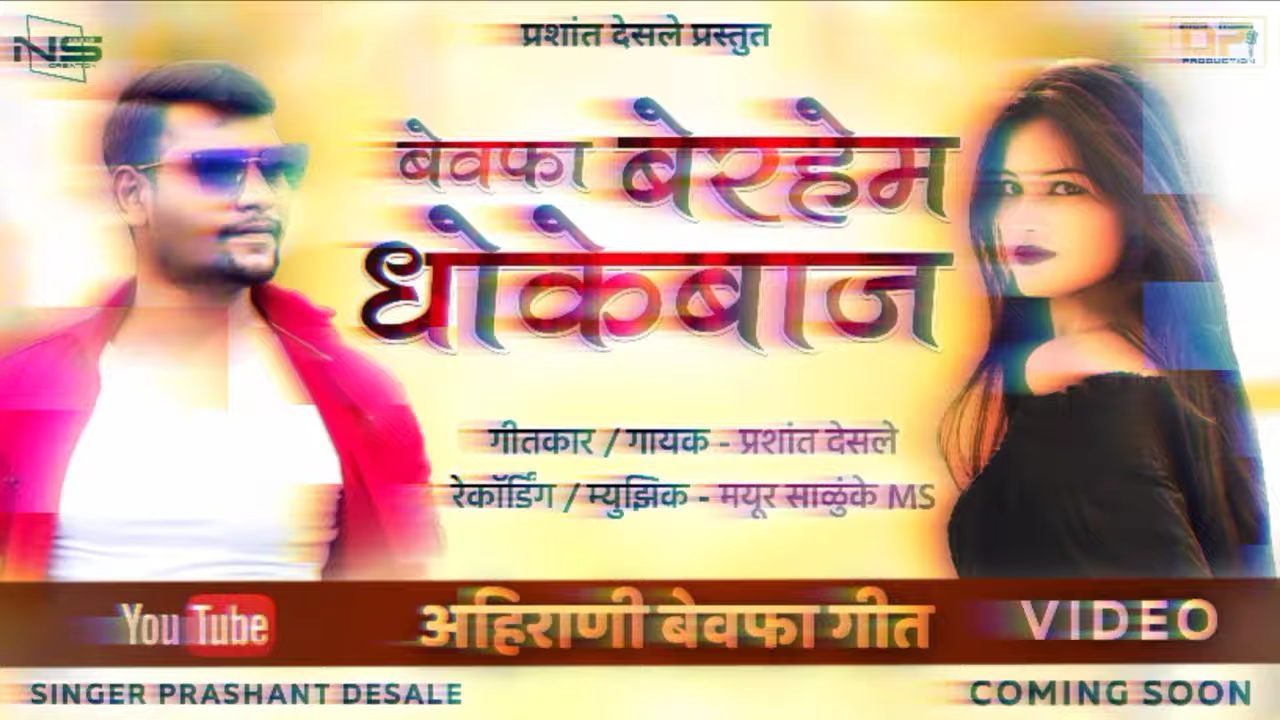 NS
CREATION
प्रशांत देसले प्रस्तुत
PRODUCTION
बेवफा बेरहेम
धोकेबाज
गीतकार / गायक - प्रशांत देसले
रेकॉर्डिंग / म्युझिक - मयूर साळुंके MS
YouTube
अहिराणी बेवफा गीत
VIDEO
SINGER PRASHANT DESALE
COMING SOON